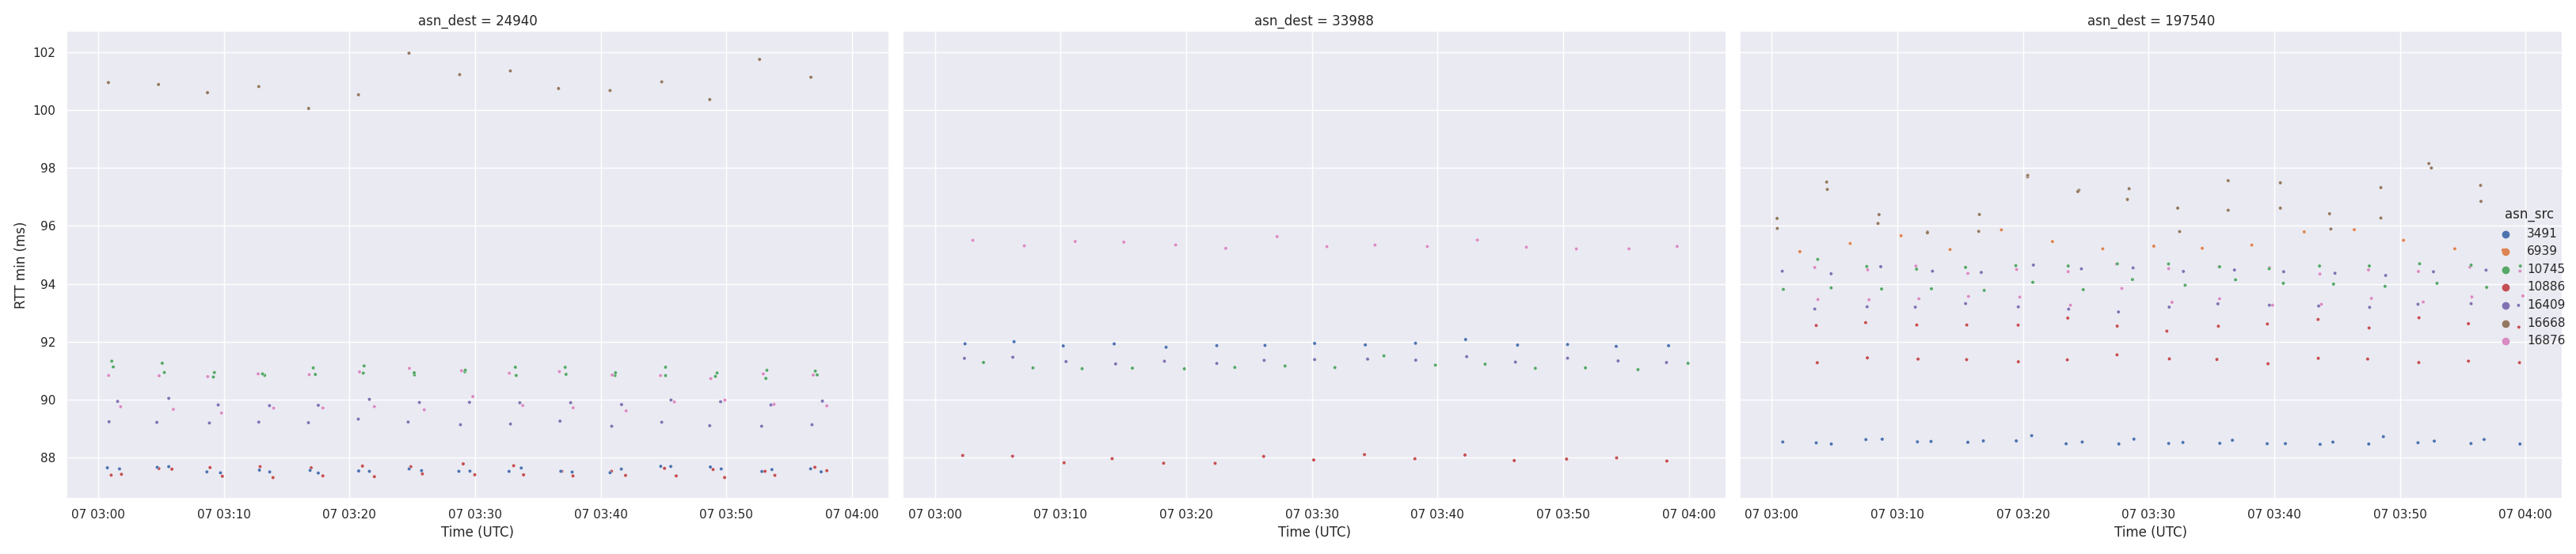 asn_dest = 24940
asn_dest = 33988
asn_dest = 197540
RTT min (ms)
102
100
98
96
94
92
90
88
asn_src
3491
6939
10745
10886
16409
16668
16876
07 03:00 07 03:10 07 03:20 07 03:30 07 03:40 07 03:50 07 04:00
07 03:00 07 03:10 07 03:20 07 03:30 07 03:40 07 03:50 07 04:00
07 03:00 07 03:10 07 03:20 07 03:30 07 03:40 07 03:50 07 04:00
Time (UTC)
Time (UTC)
Time (UTC)